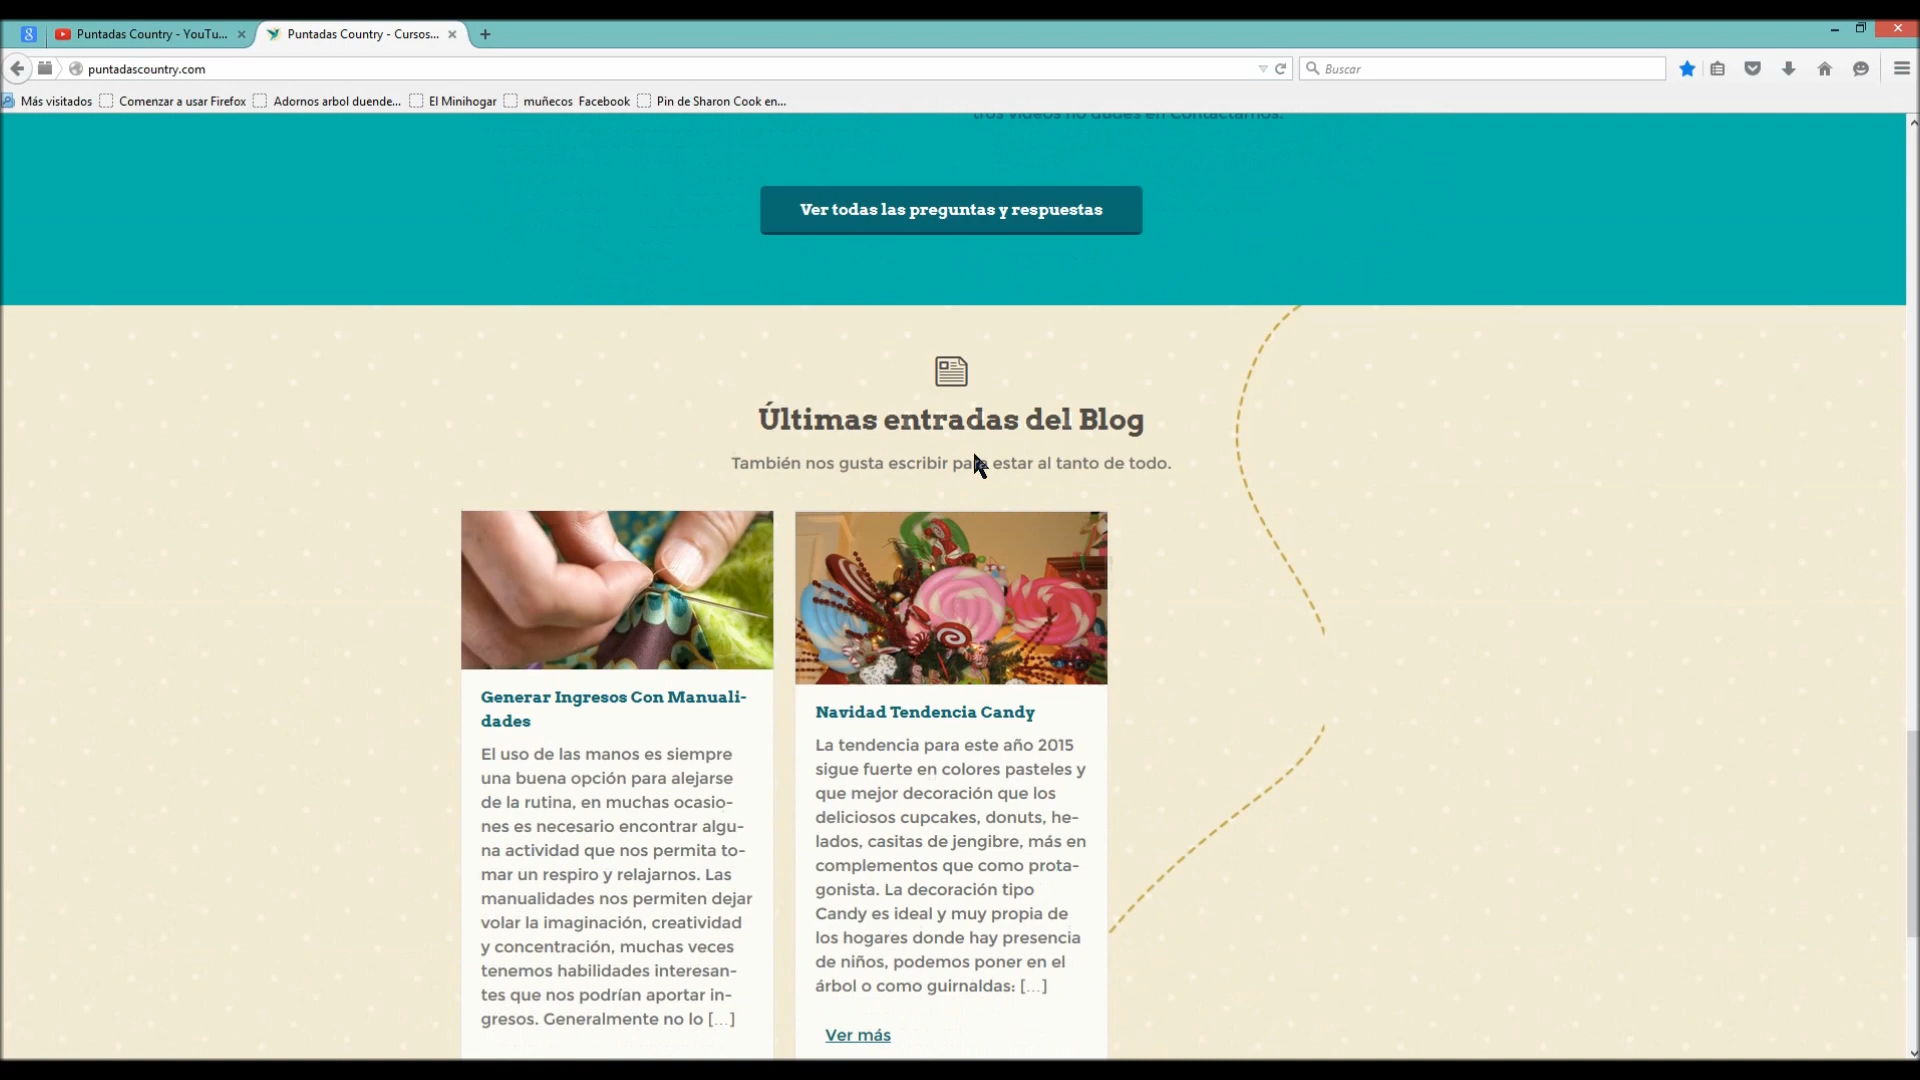 Puntadas Country - YouTu...
Puntadas Country - Cursos...
puntadascountry.com
Buscar
Más visitados
Comenzar a usar Firefox
Adornos arbol duende...
El Minihogar
muñecos Facebook
Pin de Sharon Cook en...
tros videos no dudes en Contactarnos.
Ver todas las preguntas y respuestas
Últimas entradas del Blog
También nos gusta escribir para estar al tanto de todo.
Generar Ingresos Con Manuali-
dades
El uso de las manos es siempre
una buena opción para alejarse
de la rutina, en muchas ocasio-
nes es necesario encontrar algu-
na actividad que nos permita to-
mar un respiro y relajarnos. Las
manualidades nos permiten dejar
volar la imaginación, creatividad
y concentración, muchas veces
tenemos habilidades interesan-
tes que nos podrían aportar in-
gresos. Generalmente no lo [...]
Navidad Tendencia Candy
La tendencia para este año 2015
sigue fuerte en colores pasteles y
que mejor decoración que los
deliciosos cupcakes, donuts, he-
lados, casitas de jengibre, más en
complementos que como prota-
gonista. La decoración tipo
Candy es ideal y muy propia de
los hogares donde hay presencia
de niños, podemos poner en el
árbol o como guirnaldas: [...]
Ver más